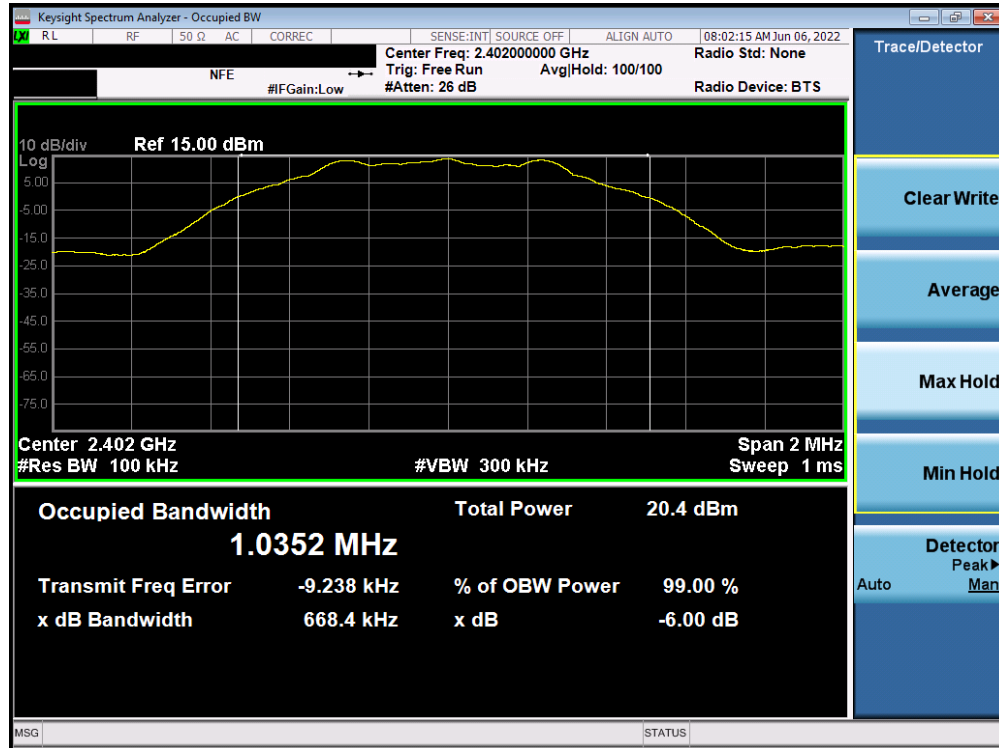 Keysight Spectrum Analyzer - Occupied BW
LXI RL RF 50 Ω AC CORREC SENSE:INT SOURCE OFF ALIGN AUTO 08:02:15 AM Jun 06, 2022
Center Freq: 2.402000000 GHz Radio Std: None
NFE Trig: Free Run Avg|Hold: 100/100
#IFGain:Low #Atten: 26 dB Radio Device: BTS
10 dB/div Ref 15.00 dBm
Log
5.00
-5.00
-15.0
-25.0
-35.0
-45.0
-55.0
-65.0
-75.0
Center 2.402 GHz Span 2 MHz
#Res BW 100 kHz #VBW 300 kHz Sweep 1 ms
Occupied Bandwidth Total Power 20.4 dBm
1.0352 MHz
Transmit Freq Error -9.238 kHz % of OBW Power 99.00 %
x dB Bandwidth 668.4 kHz x dB -6.00 dB
MSG STATUS
Trace/Detector
Clear Write
Average
Max Hold
Min Hold
Detector
Peak▶
Auto Man